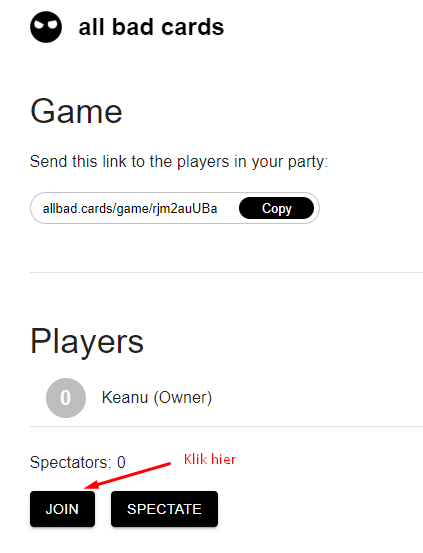 all bad cards
Game
Send this link to the players in your party:
allbad.cards/game/rjm2auUBa
Copy
Players
0
Keanu (Owner)
Spectators: 0
Klik hier
JOIN
SPECTATE